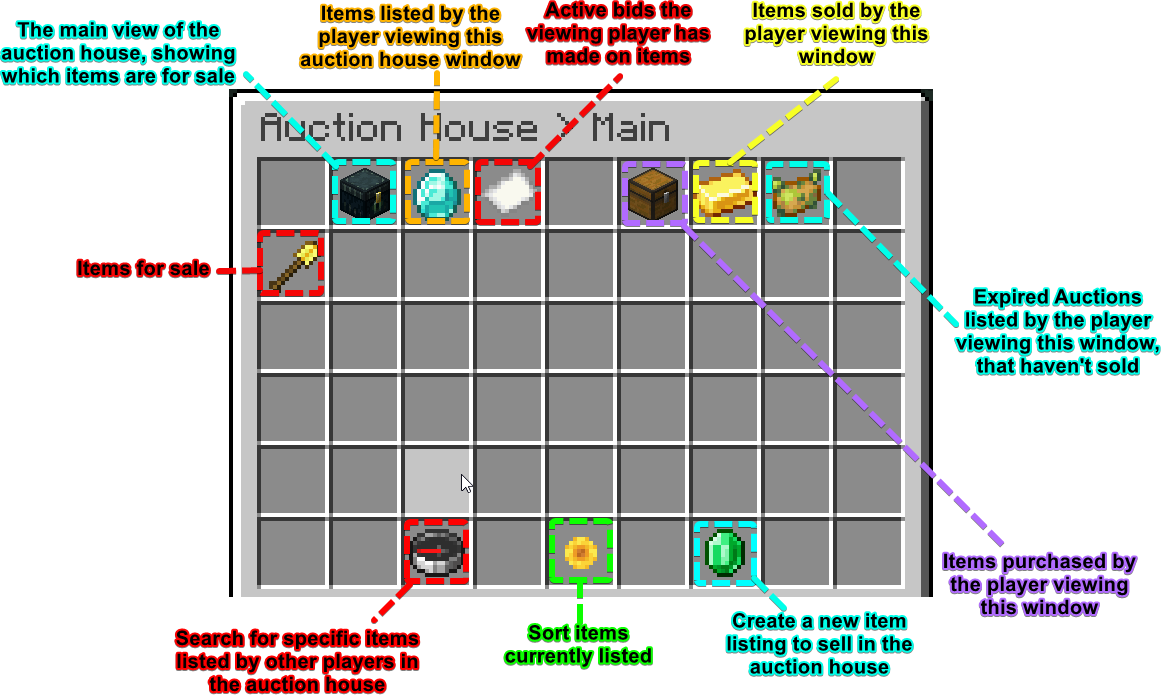 The main view of the
auction house, showing
which items are for sale
Items listed by the
player viewing this
auction house window
Active bids the
viewing player has
made on items
Items sold by the
player viewing this
window
Auction House > Main
Items for sale
Expired Auctions
listed by the player
viewing this window,
that haven't sold
Items purchased by
the player viewing
this window
Search for specific items
listed by other players in
the auction house
Sort items
currently listed
Create a new item
listing to sell in the
auction house